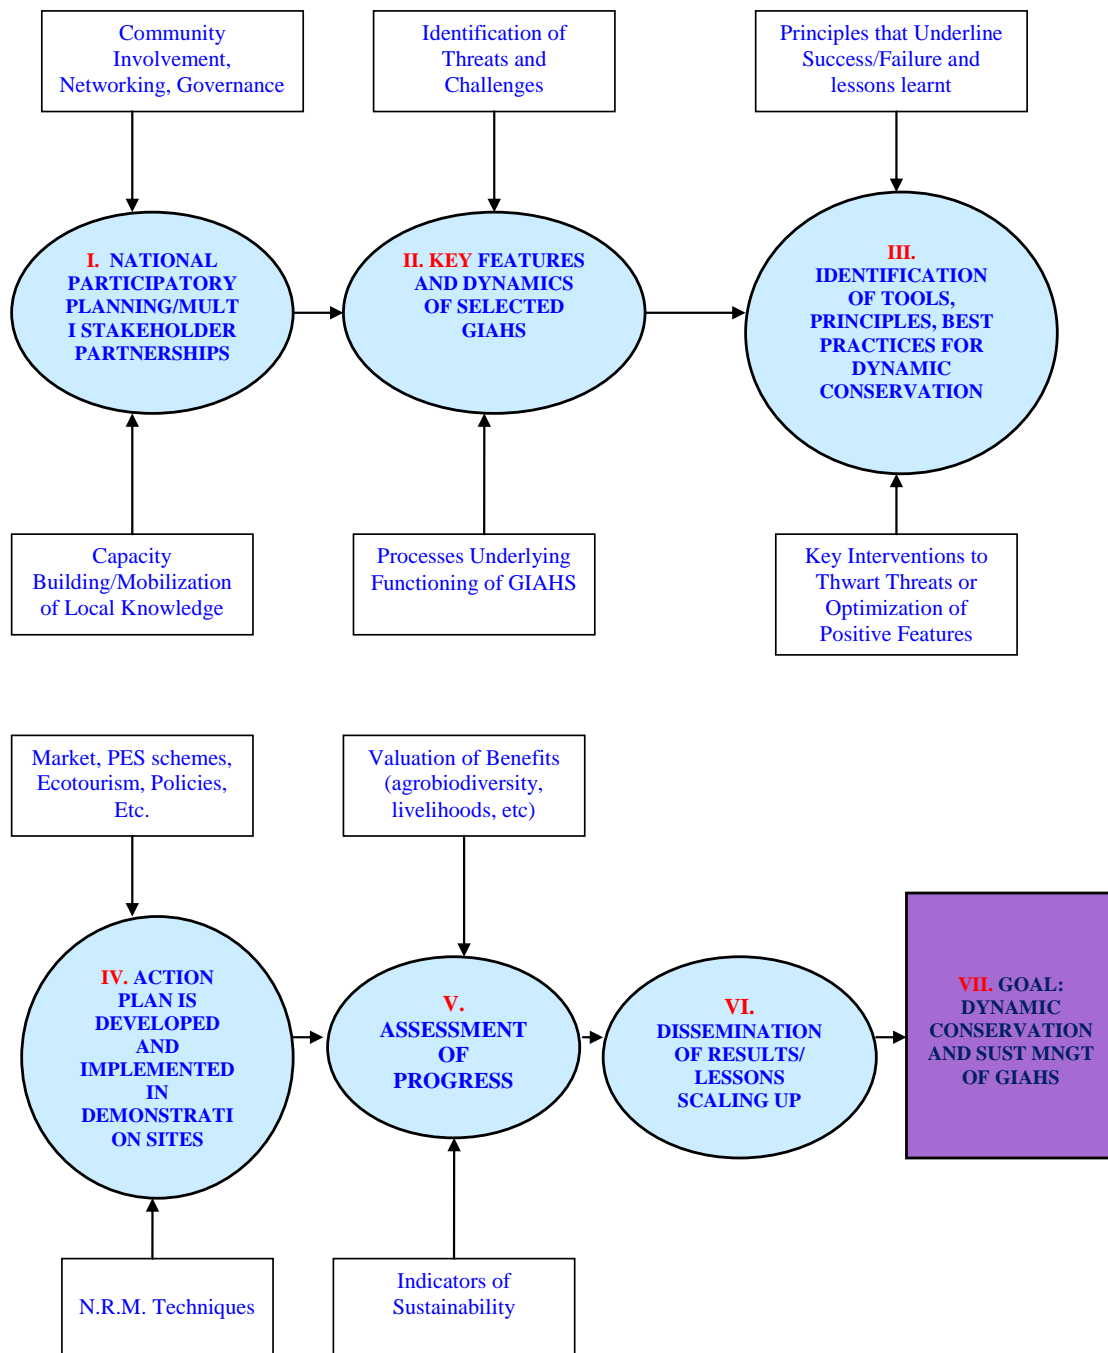 Community
Involvement,
Networking, Governance
Identification of
Threats and
Challenges
Principles that Underline
Success/Failure and
lessons learnt
I. NATIONAL
PARTICIPATORY
PLANNING/MULT
I STAKEHOLDER
PARTNERSHIPS
II. KEY FEATURES
AND DYNAMICS
OF SELECTED
GIAHS
III.
IDENTIFICATION
OF TOOLS,
PRINCIPLES, BEST
PRACTICES FOR
DYNAMIC
CONSERVATION
Capacity
Building/Mobilization
of Local Knowledge
Processes Underlying
Functioning of GIAHS
Key Interventions to
Thwart Threats or
Optimization of
Positive Features
Market, PES schemes,
Ecotourism, Policies,
Etc.
Valuation of Benefits
(agrobiodiversity,
livelihoods, etc)
IV. ACTION
PLAN IS
DEVELOPED
AND
IMPLEMENTED
IN
DEMONSTRATI
ON SITES
V.
ASSESSMENT
OF
PROGRESS
VI.
DISSEMINATION
OF RESULTS/
LESSONS
SCALING UP
VII. GOAL:
DYNAMIC
CONSERVATION
AND SUST MNGT
OF GIAHS
N.R.M. Techniques
Indicators of
Sustainability